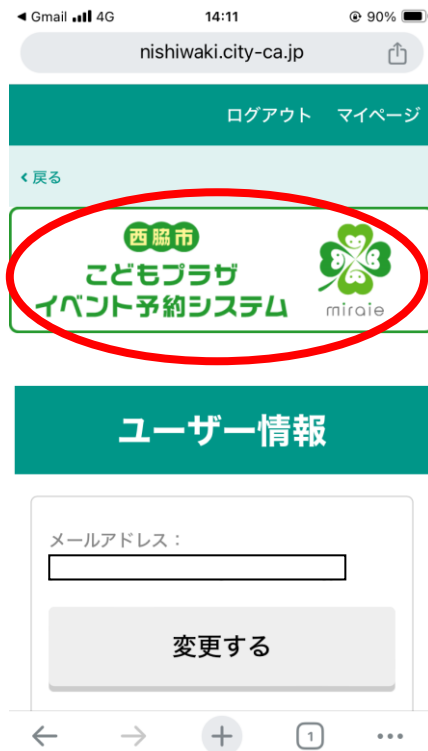 Gmail 4G 14:11 90%
nishiwaki.city-ca.jp
ログアウト マイページ
戻る
西脇市
こどもプラザ
イベント予約システム
miraie
ユーザー情報
メールアドレス：
変更する
1